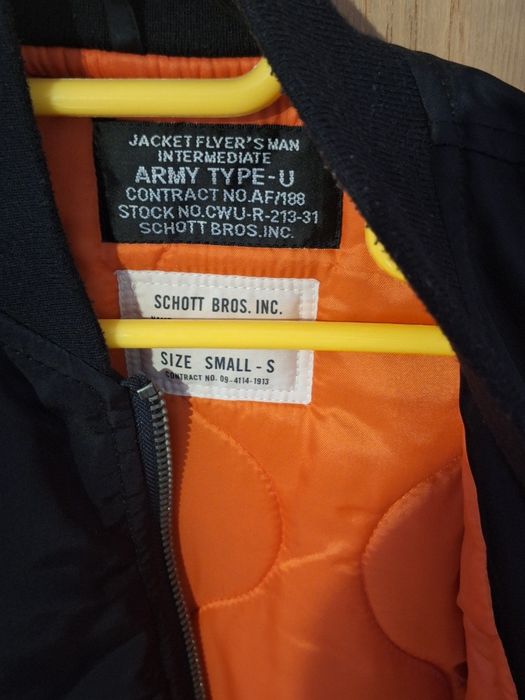 JACKET FLYER'S MAN
INTERMEDIATE
ARMY TYPE-U
CONTRACT NO.AF/188
STOCK NO.CWU-R-213-31
SCHOTT BROS.INC.
SCHOTT BROS. INC.
SIZE SMALL - S
CONTRACT NO. 09-4114-1913